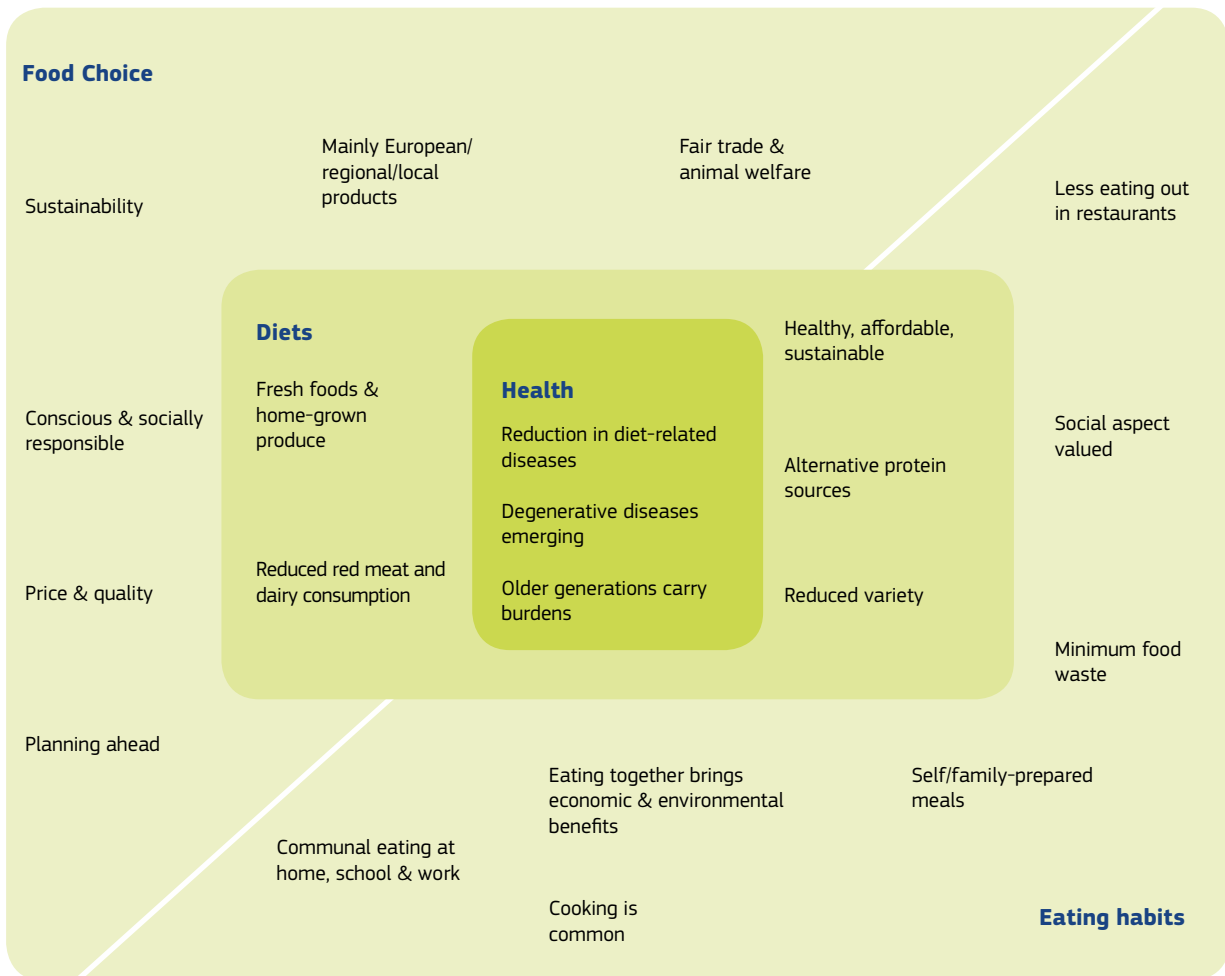 Food Choice
Mainly European/
regional/local
products
Fair trade &
animal welfare
Sustainability
Less eating out
in restaurants
Diets
Fresh foods &
home-grown
produce
Reduced red meat and
dairy consumption
Health
Reduction in diet-related
diseases
Degenerative diseases
emerging
Older generations carry
burdens
Healthy, affordable,
sustainable
Alternative protein
sources
Reduced variety
Conscious & socially
responsible
Price & quality
Planning ahead
Social aspect
valued
Minimum food
waste
Communal eating at
home, school & work
Eating together brings
economic & environmental
benefits
Cooking is
common
Self/family-prepared
meals
Eating habits